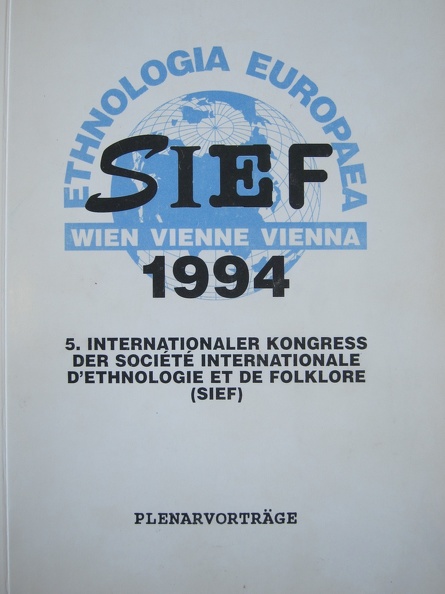 ETHNOLOGIA EUROPAEA
SIEF
WIEN VIENNE VIENNA
1994
5. INTERNATIONALER KONGRESS
DER SOCIÉTÉ INTERNATIONALE
D'ETHNOLOGIE ET DE FOLKLORE
(SIEF)
PLENARVORTRÄGE